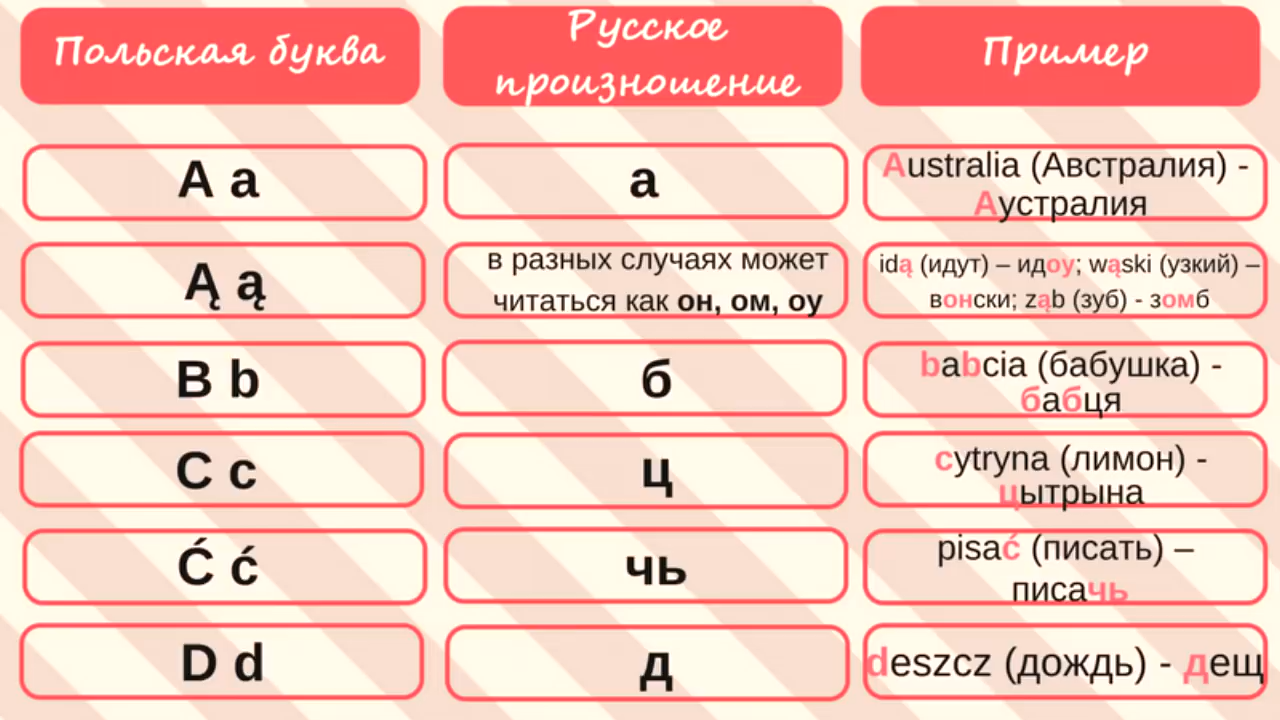 Польская буква
Русское
произношение
Пример
A a
а
Australia (Австралия) -
Аустралия
Ą ą
в разных случаях может
читаться как он, ом, оу
idą (идут) – идоу; wąski (узкий) –
вонски; ząb (зуб) - зомб
B b
б
babcia (бабушка) -
бабця
C c
ц
cytryna (лимон) -
цытрына
Ć ć
чь
pisać (писать) –
писачь
D d
д
deszcz (дождь) - дещ